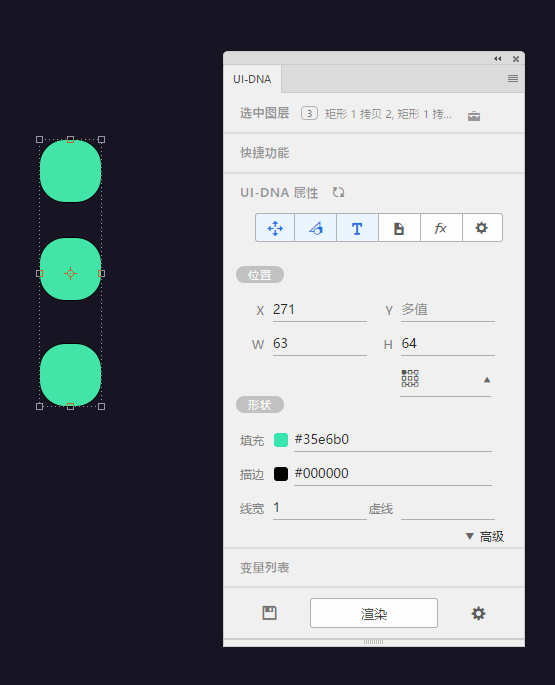 UI-DNA
选中图层 3 矩形 1 拷贝 2, 矩形 1 拷...
快捷功能
UI-DNA 属性
T fx
位置
X 271 Y 多值
W 63 H 64
形状
填充 #35e6b0
描边 #000000
线宽 1 虚线
高级
变量列表
渲染